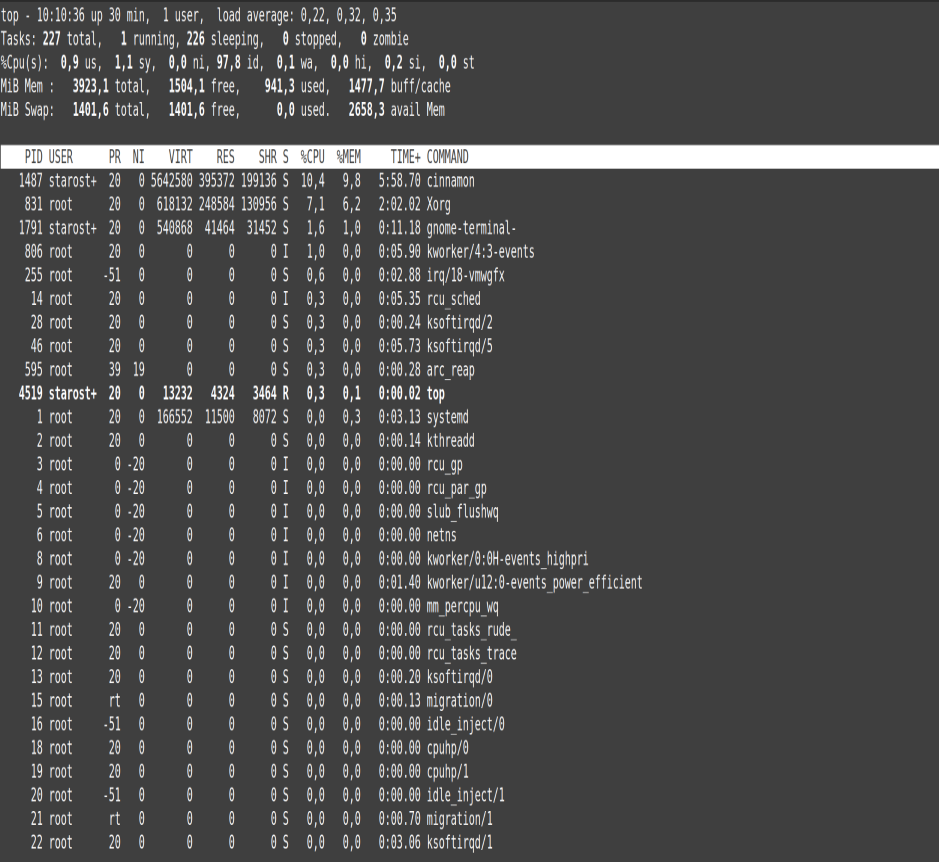 top - 10:10:36 up 30 min,  1 user,  load average: 0,22, 0,32, 0,35
Tasks: 227 total,   1 running, 226 sleeping,   0 stopped,   0 zombie
%Cpu(s):  0,9 us,  1,1 sy,  0,0 ni, 97,8 id,  0,1 wa,  0,0 hi,  0,2 si,  0,0 st
MiB Mem :   3923,1 total,   1504,1 free,    941,3 used,   1477,7 buff/cache
MiB Swap:   1401,6 total,   1401,6 free,      0,0 used.   2658,3 avail Mem
PID USER      PR  NI    VIRT    RES    SHR S  %CPU  %MEM     TIME+ COMMAND
1487 starost+  20   0 5642580 395372 199136 S  10,4   9,8   5:58.70 cinnamon
831 root      20   0  618132 248584 130956 S   7,1   6,2   2:02.02 Xorg
1791 starost+  20   0  540868  41464  31452 S   1,6   1,0   0:11.18 gnome-terminal-
806 root      20   0       0      0      0 I   1,0   0,0   0:05.90 kworker/4:3-events
255 root     -51   0       0      0      0 S   0,6   0,0   0:02.88 irq/18-vmwgfx
14 root      20   0       0      0      0 I   0,3   0,0   0:05.35 rcu_sched
28 root      20   0       0      0      0 S   0,3   0,0   0:00.24 ksoftirqd/2
46 root      20   0       0      0      0 S   0,3   0,0   0:05.73 ksoftirqd/5
595 root      39  19       0      0      0 S   0,3   0,0   0:00.28 arc_reap
4519 starost+  20   0   13232   4324   3464 R   0,3   0,1   0:00.02 top
1 root      20   0  166552  11500   8072 S   0,0   0,3   0:03.13 systemd
2 root      20   0       0      0      0 S   0,0   0,0   0:00.14 kthreadd
3 root       0 -20       0      0      0 I   0,0   0,0   0:00.00 rcu_gp
4 root       0 -20       0      0      0 I   0,0   0,0   0:00.00 rcu_par_gp
5 root       0 -20       0      0      0 I   0,0   0,0   0:00.00 slub_flushwq
6 root       0 -20       0      0      0 I   0,0   0,0   0:00.00 netns
8 root       0 -20       0      0      0 I   0,0   0,0   0:00.00 kworker/0:0H-events_highpri
9 root      20   0       0      0      0 I   0,0   0,0   0:01.40 kworker/u12:0-events_power_efficient
10 root       0 -20       0      0      0 I   0,0   0,0   0:00.00 mm_percpu_wq
11 root      20   0       0      0      0 S   0,0   0,0   0:00.00 rcu_tasks_rude_
12 root      20   0       0      0      0 S   0,0   0,0   0:00.00 rcu_tasks_trace
13 root      20   0       0      0      0 S   0,0   0,0   0:00.20 ksoftirqd/0
15 root      rt   0       0      0      0 S   0,0   0,0   0:00.13 migration/0
16 root     -51   0       0      0      0 S   0,0   0,0   0:00.00 idle_inject/0
18 root      20   0       0      0      0 S   0,0   0,0   0:00.00 cpuhp/0
19 root      20   0       0      0      0 S   0,0   0,0   0:00.00 cpuhp/1
20 root     -51   0       0      0      0 S   0,0   0,0   0:00.00 idle_inject/1
21 root      rt   0       0      0      0 S   0,0   0,0   0:00.70 migration/1
22 root      20   0       0      0      0 S   0,0   0,0   0:03.06 ksoftirqd/1